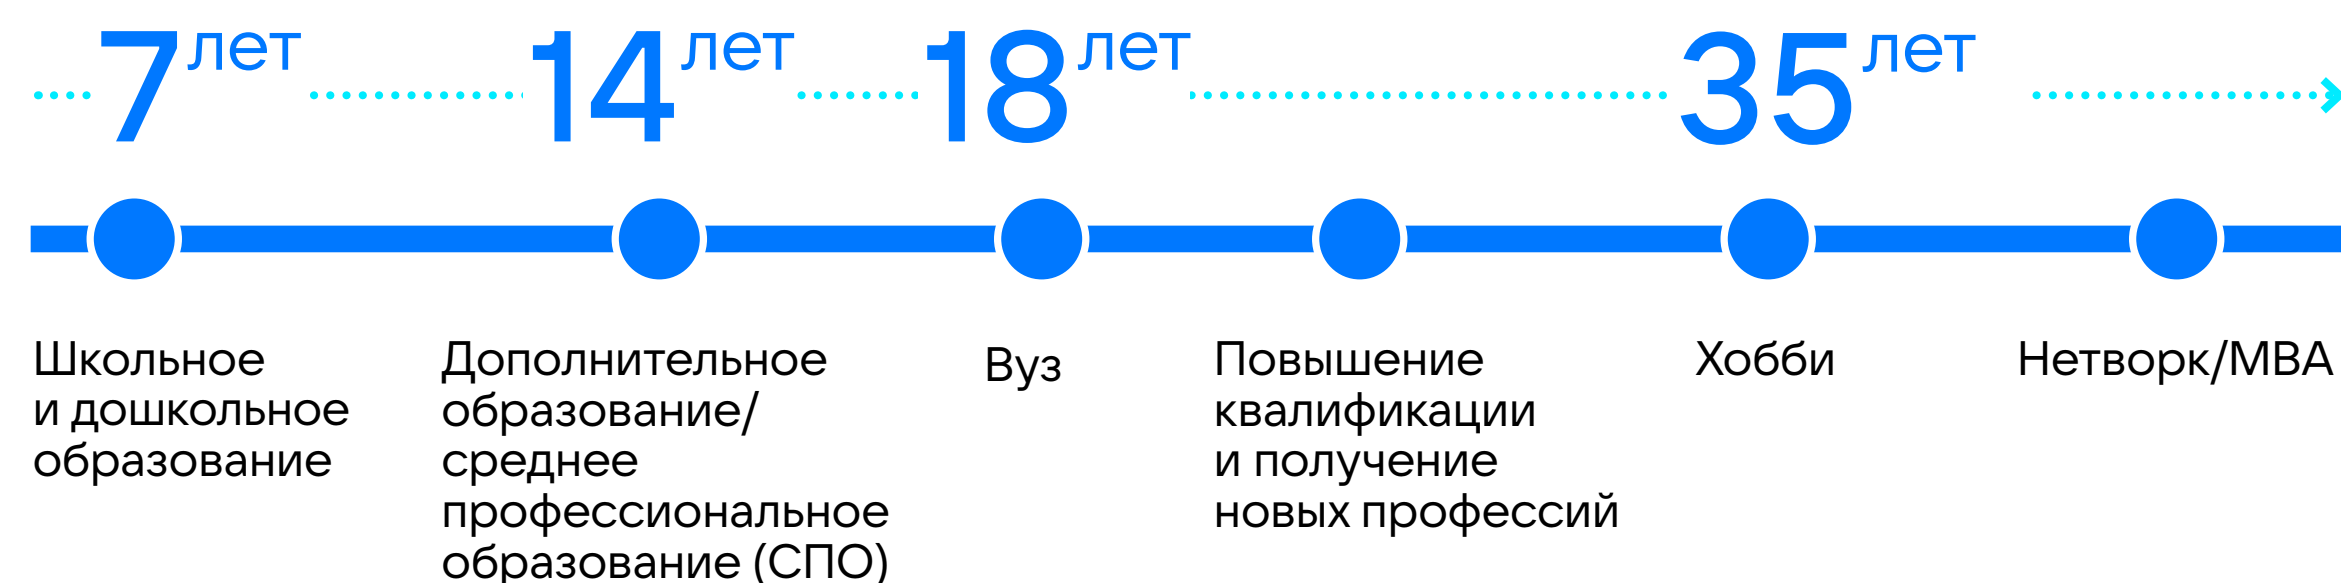 7 лет
14 лет
18 лет
35 лет
Школьное
и дошкольное
образование
Дополнительное
образование/
среднее
профессиональное
образование (СПО)
Вуз
Повышение
квалификации
и получение
новых профессий
Хобби
Нетворк/МВА